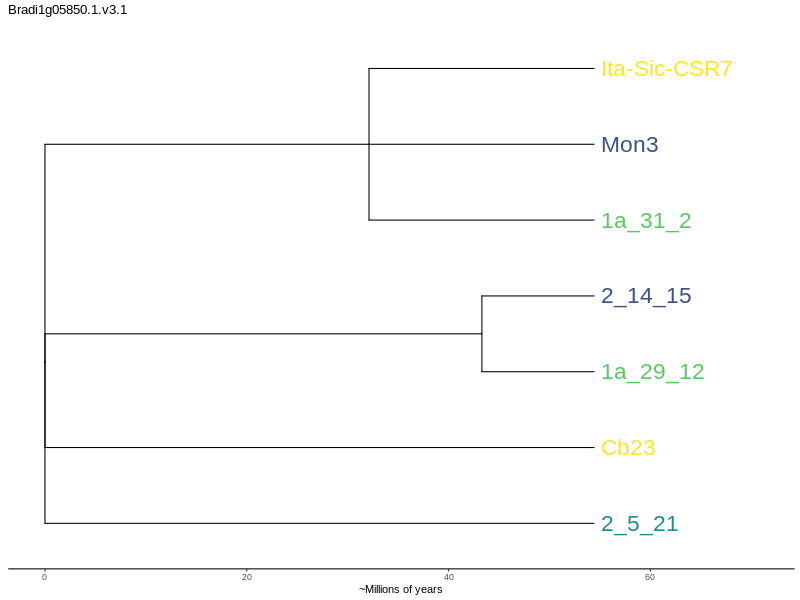 Bradi1g05850.1.v3.1
Ita-Sic-CSR7
Mon3
1a_31_2
2_14_15
1a_29_12
Cb23
2_5_21
0 20 40 60
~Millions of years